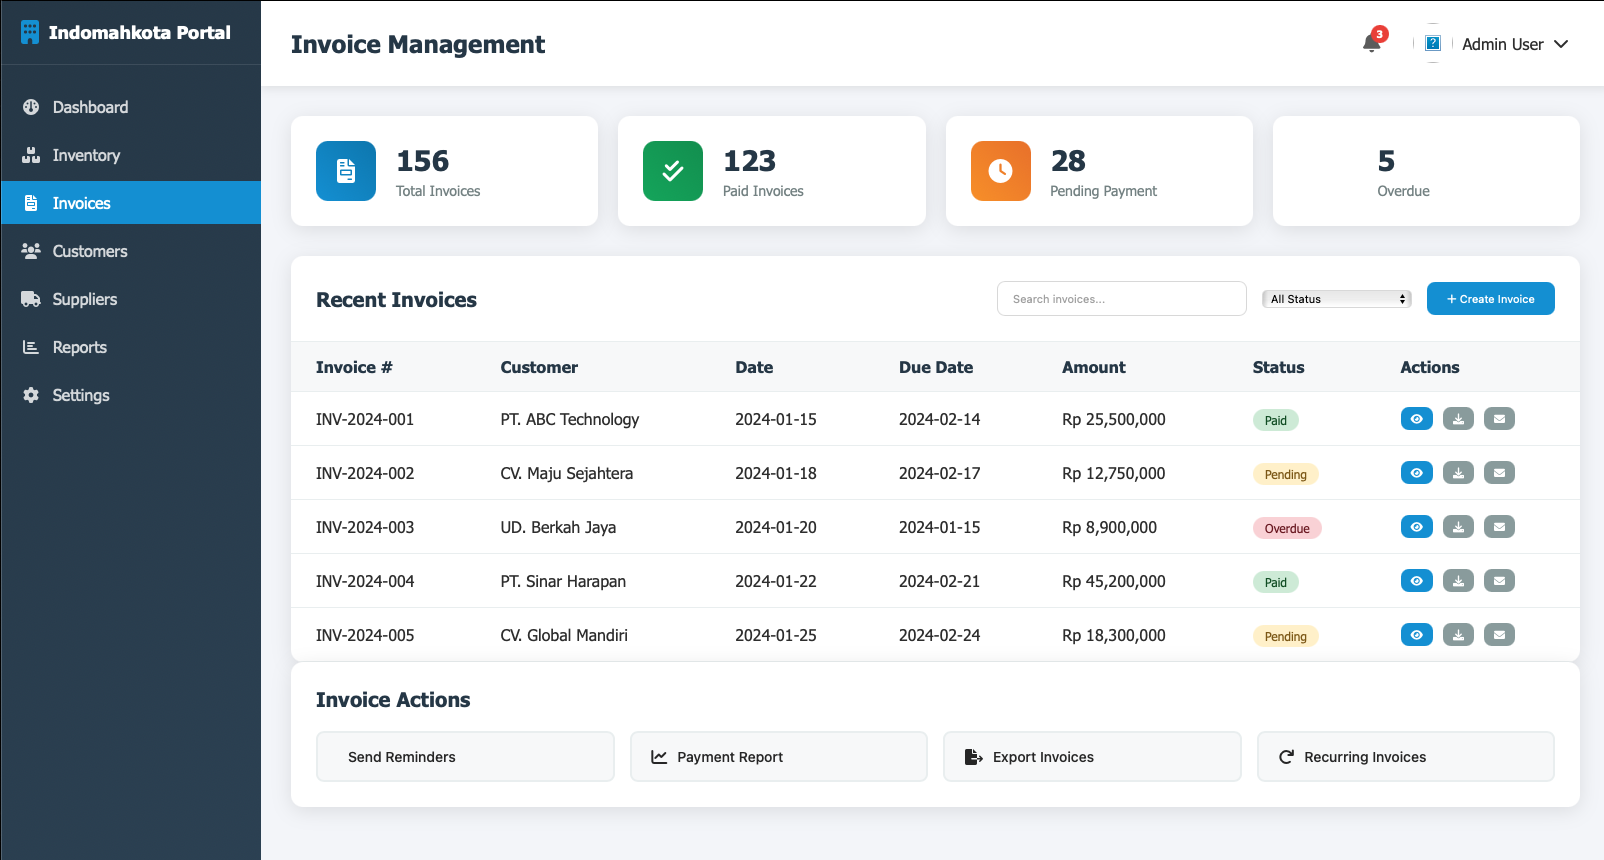 Indomahkota Portal
Dashboard
Inventory
Invoices
Customers
Suppliers
Reports
Settings
Invoice Management
3
?
Admin User
156
Total Invoices
123
Paid Invoices
28
Pending Payment
5
Overdue
Recent Invoices
Search invoices...
All Status
+ Create Invoice
Invoice # Customer Date Due Date Amount Status Actions
INV-2024-001 PT. ABC Technology 2024-01-15 2024-02-14 Rp 25,500,000 Paid
INV-2024-002 CV. Maju Sejahtera 2024-01-18 2024-02-17 Rp 12,750,000 Pending
INV-2024-003 UD. Berkah Jaya 2024-01-20 2024-01-15 Rp 8,900,000 Overdue
INV-2024-004 PT. Sinar Harapan 2024-01-22 2024-02-21 Rp 45,200,000 Paid
INV-2024-005 CV. Global Mandiri 2024-01-25 2024-02-24 Rp 18,300,000 Pending
Invoice Actions
Send Reminders
Payment Report
Export Invoices
Recurring Invoices